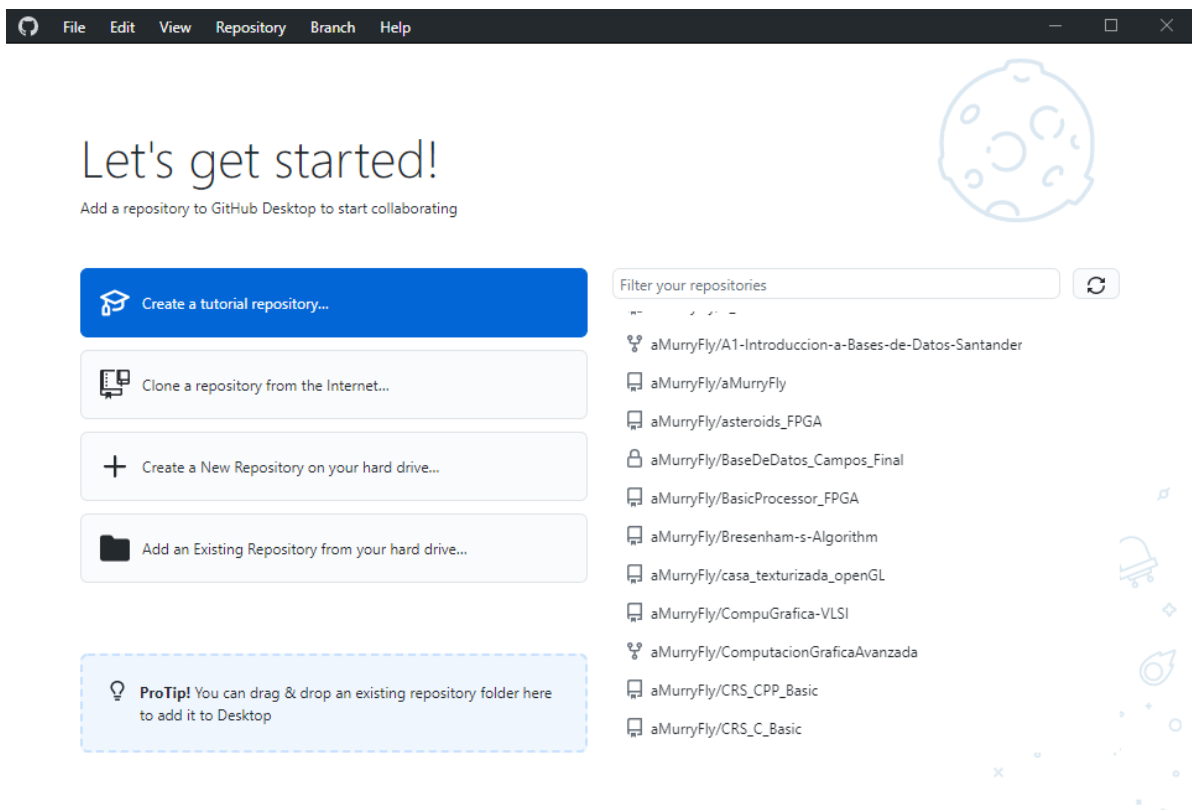 File Edit View Repository Branch Help
Let's get started!
Add a repository to GitHub Desktop to start collaborating
Create a tutorial repository...
Clone a repository from the Internet...
Create a New Repository on your hard drive...
Add an Existing Repository from your hard drive...
ProTip! You can drag & drop an existing repository folder here
to add it to Desktop
Filter your repositories
aMurryFly/A1-Introduccion-a-Bases-de-Datos-Santander
aMurryFly/aMurryFly
aMurryFly/asteroids_FPGA
aMurryFly/BaseDeDatos_Campos_Final
aMurryFly/BasicProcessor_FPGA
aMurryFly/Bresenham-s-Algorithm
aMurryFly/casa_texturizada_openGL
aMurryFly/CompuGrafica-VLSI
aMurryFly/ComputacionGraficaAvanzada
aMurryFly/CRS_CPP_Basic
aMurryFly/CRS_C_Basic